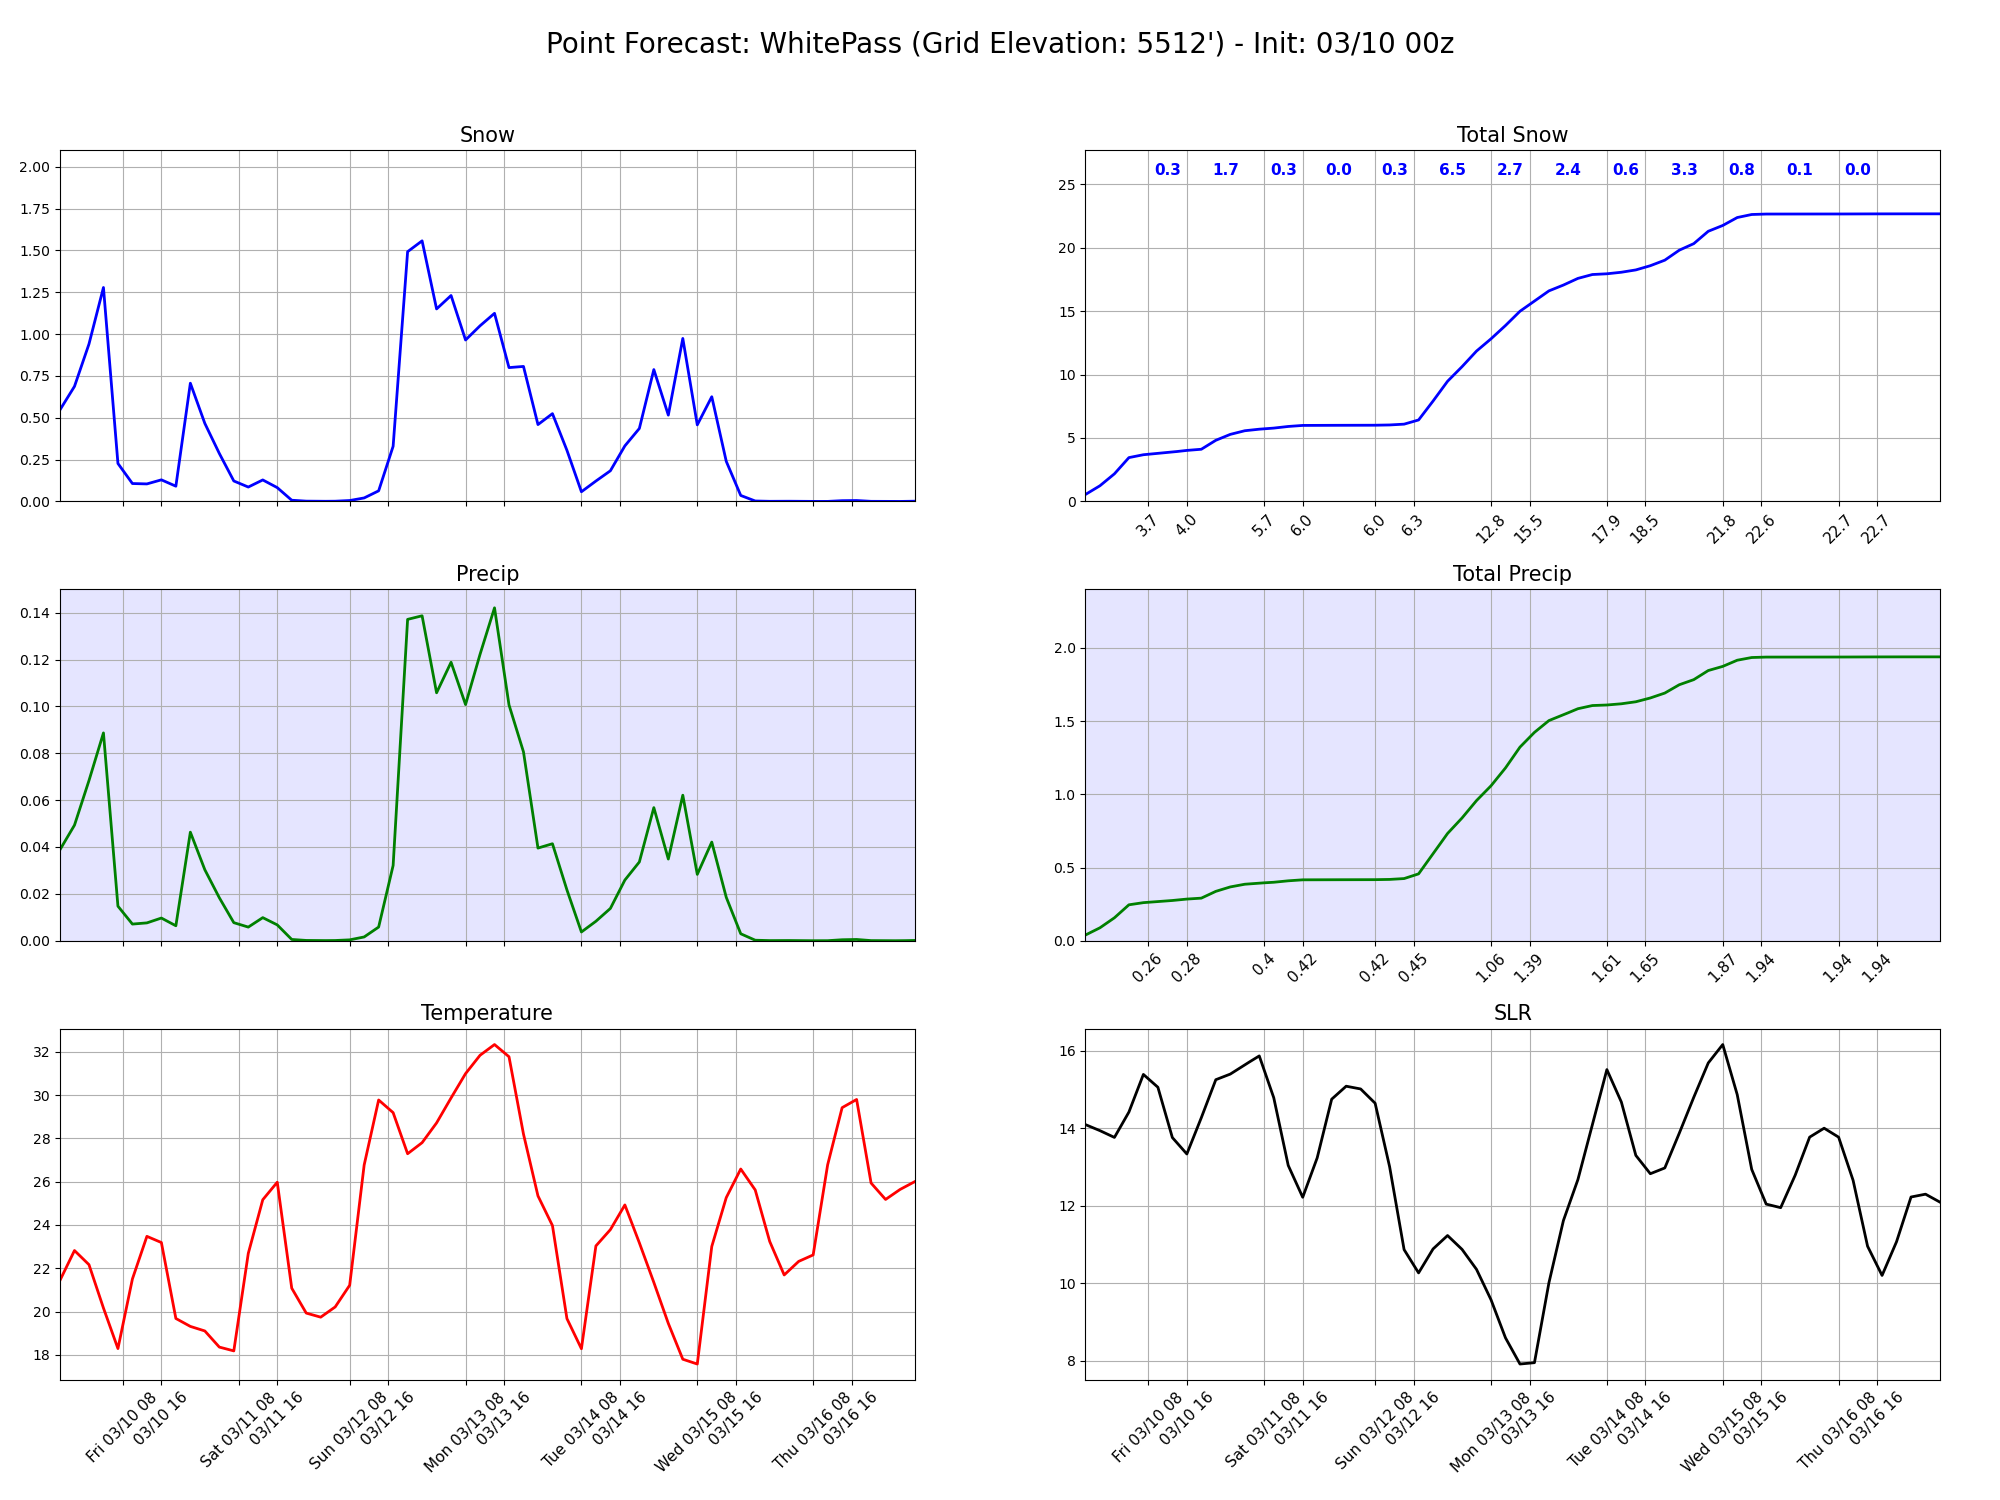 Point Forecast: WhitePass (Grid Elevation: 5512') - Init: 03/10 00z
Snow
2.00
1.75
1.50
1.25
1.00
0.75
0.50
0.25
0.00
Total Snow
0.3 1.7 0.3 0.0 0.3 6.5 2.7 2.4 0.6 3.3 0.8 0.1 0.0
25
20
15
10
5
0
3.7 4.0 5.7 6.0 6.0 6.3 12.8 15.5 17.9 18.5 21.8 22.6 22.7 22.7
Precip
0.14
0.12
0.10
0.08
0.06
0.04
0.02
0.00
Total Precip
2.0
1.5
1.0
0.5
0.0
0.26 0.28 0.4 0.42 0.42 0.45 1.06 1.39 1.61 1.65 1.87 1.94 1.94 1.94
Temperature
32
30
28
26
24
22
20
18
Fri 03/10 08
03/10 16
Sat 03/11 08
03/11 16
Sun 03/12 08
03/12 16
Mon 03/13 08
03/13 16
Tue 03/14 08
03/14 16
Wed 03/15 08
03/15 16
Thu 03/16 08
03/16 16
SLR
16
14
12
10
8
Fri 03/10 08
03/10 16
Sat 03/11 08
03/11 16
Sun 03/12 08
03/12 16
Mon 03/13 08
03/13 16
Tue 03/14 08
03/14 16
Wed 03/15 08
03/15 16
Thu 03/16 08
03/16 16